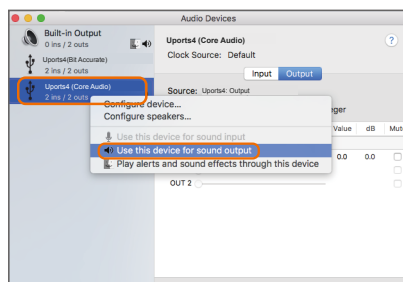 Audio Devices
Built-in Output
0 ins / 2 outs
Uports4(Bit Accurate)
2 ins / 2 outs
Uports4 (Core Audio)
2 ins / 2 outs
Uports4 (Core Audio)
?
Clock Source: Default
Input Output
Source: Uports4: Output
Configure device...
Configure speakers...
Use this device for sound input
Use this device for sound output
Play alerts and sound effects through this device
ger
Value dB Mute
0.0 0.0
OUT 2